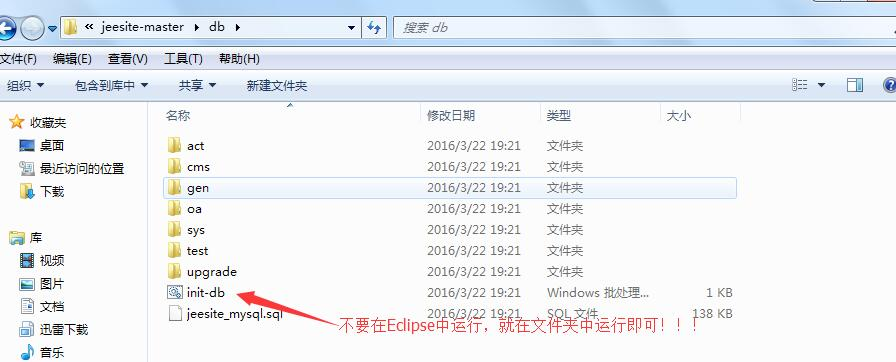 « jeesite-master ▸ db ▸
搜索 db
文件(F) 编辑(E) 查看(V) 工具(T) 帮助(H)
组织 包含到库中 共享 新建文件夹
名称 修改日期 类型 大小
收藏夹
桌面
最近访问的位置
下载
库
视频
图片
文档
迅雷下载
音乐
act 2016/3/22 19:21 文件夹
cms 2016/3/22 19:21 文件夹
gen 2016/3/22 19:21 文件夹
oa 2016/3/22 19:21 文件夹
sys 2016/3/22 19:21 文件夹
test 2016/3/22 19:21 文件夹
upgrade 2016/3/22 19:21 文件夹
init-db 2016/3/22 19:21 Windows 批处理... 1 KB
jeesite_mysql.sql 2016/3/22 19:21 SQL 文件 138 KB
不要在Eclipse中运行，就在文件夹中运行即可！！！